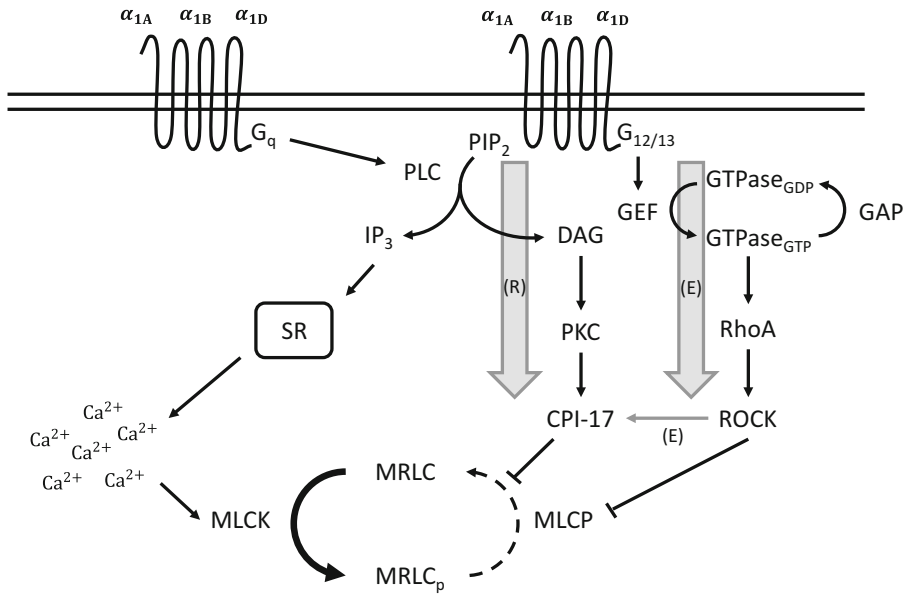 α1A α1B α1D
α1A α1B α1D
Gq
PIP2
G12/13
PLC
GTPaseGDP
GEF
GAP
IP3
DAG
GTPaseGTP
(R)
(E)
SR
PKC
RhoA
Ca2+
Ca2+
Ca2+
Ca2+
Ca2+
Ca2+
CPI-17
ROCK
(E)
MRLC
MLCK
MLCP
MRLCp